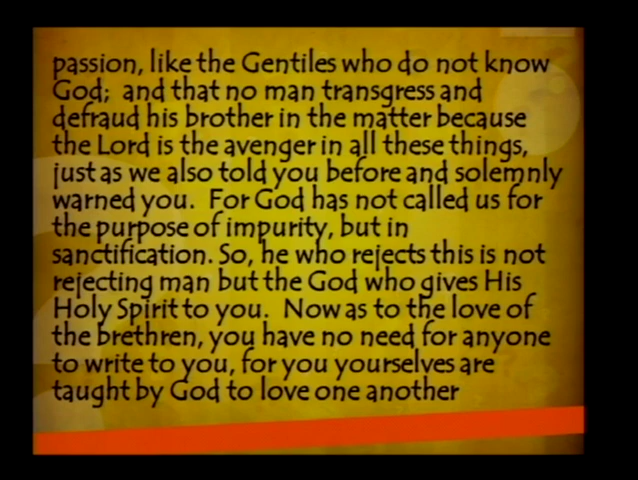 passion, like the Gentiles who do not know
God;  and that no man transgress and
defraud his brother in the matter because
the Lord is the avenger in all these things,
just as we also told you before and solemnly
warned you.  For God has not called us for
the purpose of impurity, but in
sanctification. So, he who rejects this is not
rejecting man but the God who gives His
Holy Spirit to you.  Now as to the love of
the brethren, you have no need for anyone
to write to you, for you yourselves are
taught by God to love one another